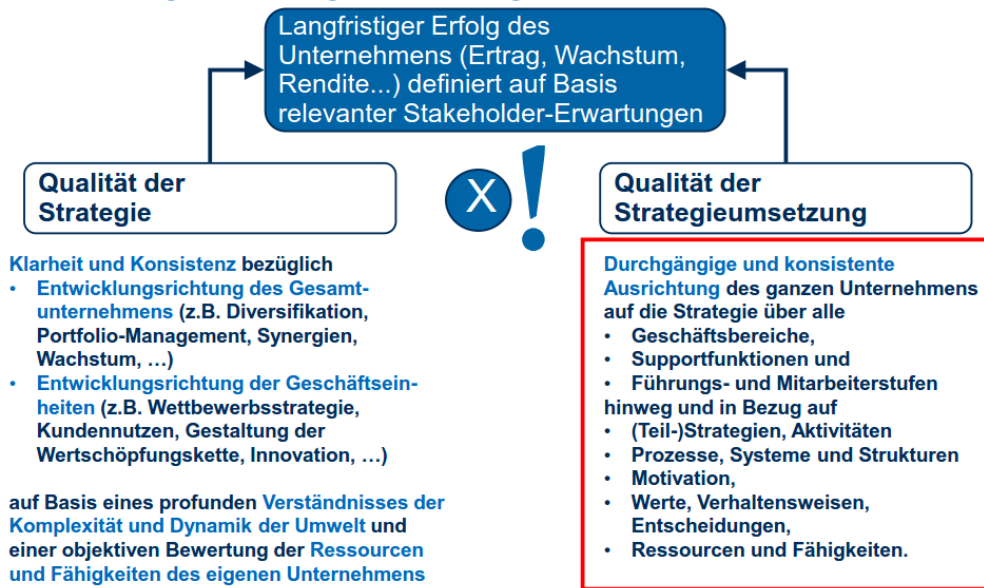 Langfristiger Erfolg des
Unternehmens (Ertrag, Wachstum,
Rendite...) definiert auf Basis
relevanter Stakeholder-Erwartungen
Qualität der
Strategie
X
!
Qualität der
Strategieumsetzung
Klarheit und Konsistenz bezüglich
• Entwicklungsrichtung des Gesamt-
unternehmens (z.B. Diversifikation,
Portfolio-Management, Synergien,
Wachstum, …)
• Entwicklungsrichtung der Geschäftsein-
heiten (z.B. Wettbewerbsstrategie,
Kundennutzen, Gestaltung der
Wertschöpfungskette, Innovation, …)
auf Basis eines profunden Verständnisses der
Komplexität und Dynamik der Umwelt und
einer objektiven Bewertung der Ressourcen
und Fähigkeiten des eigenen Unternehmens
Durchgängige und konsistente
Ausrichtung des ganzen Unternehmens
auf die Strategie über alle
• Geschäftsbereiche,
• Supportfunktionen und
• Führungs- und Mitarbeiterstufen
hinweg und in Bezug auf
• (Teil-)Strategien, Aktivitäten
• Prozesse, Systeme und Strukturen
• Motivation,
• Werte, Verhaltensweisen,
Entscheidungen,
• Ressourcen und Fähigkeiten.